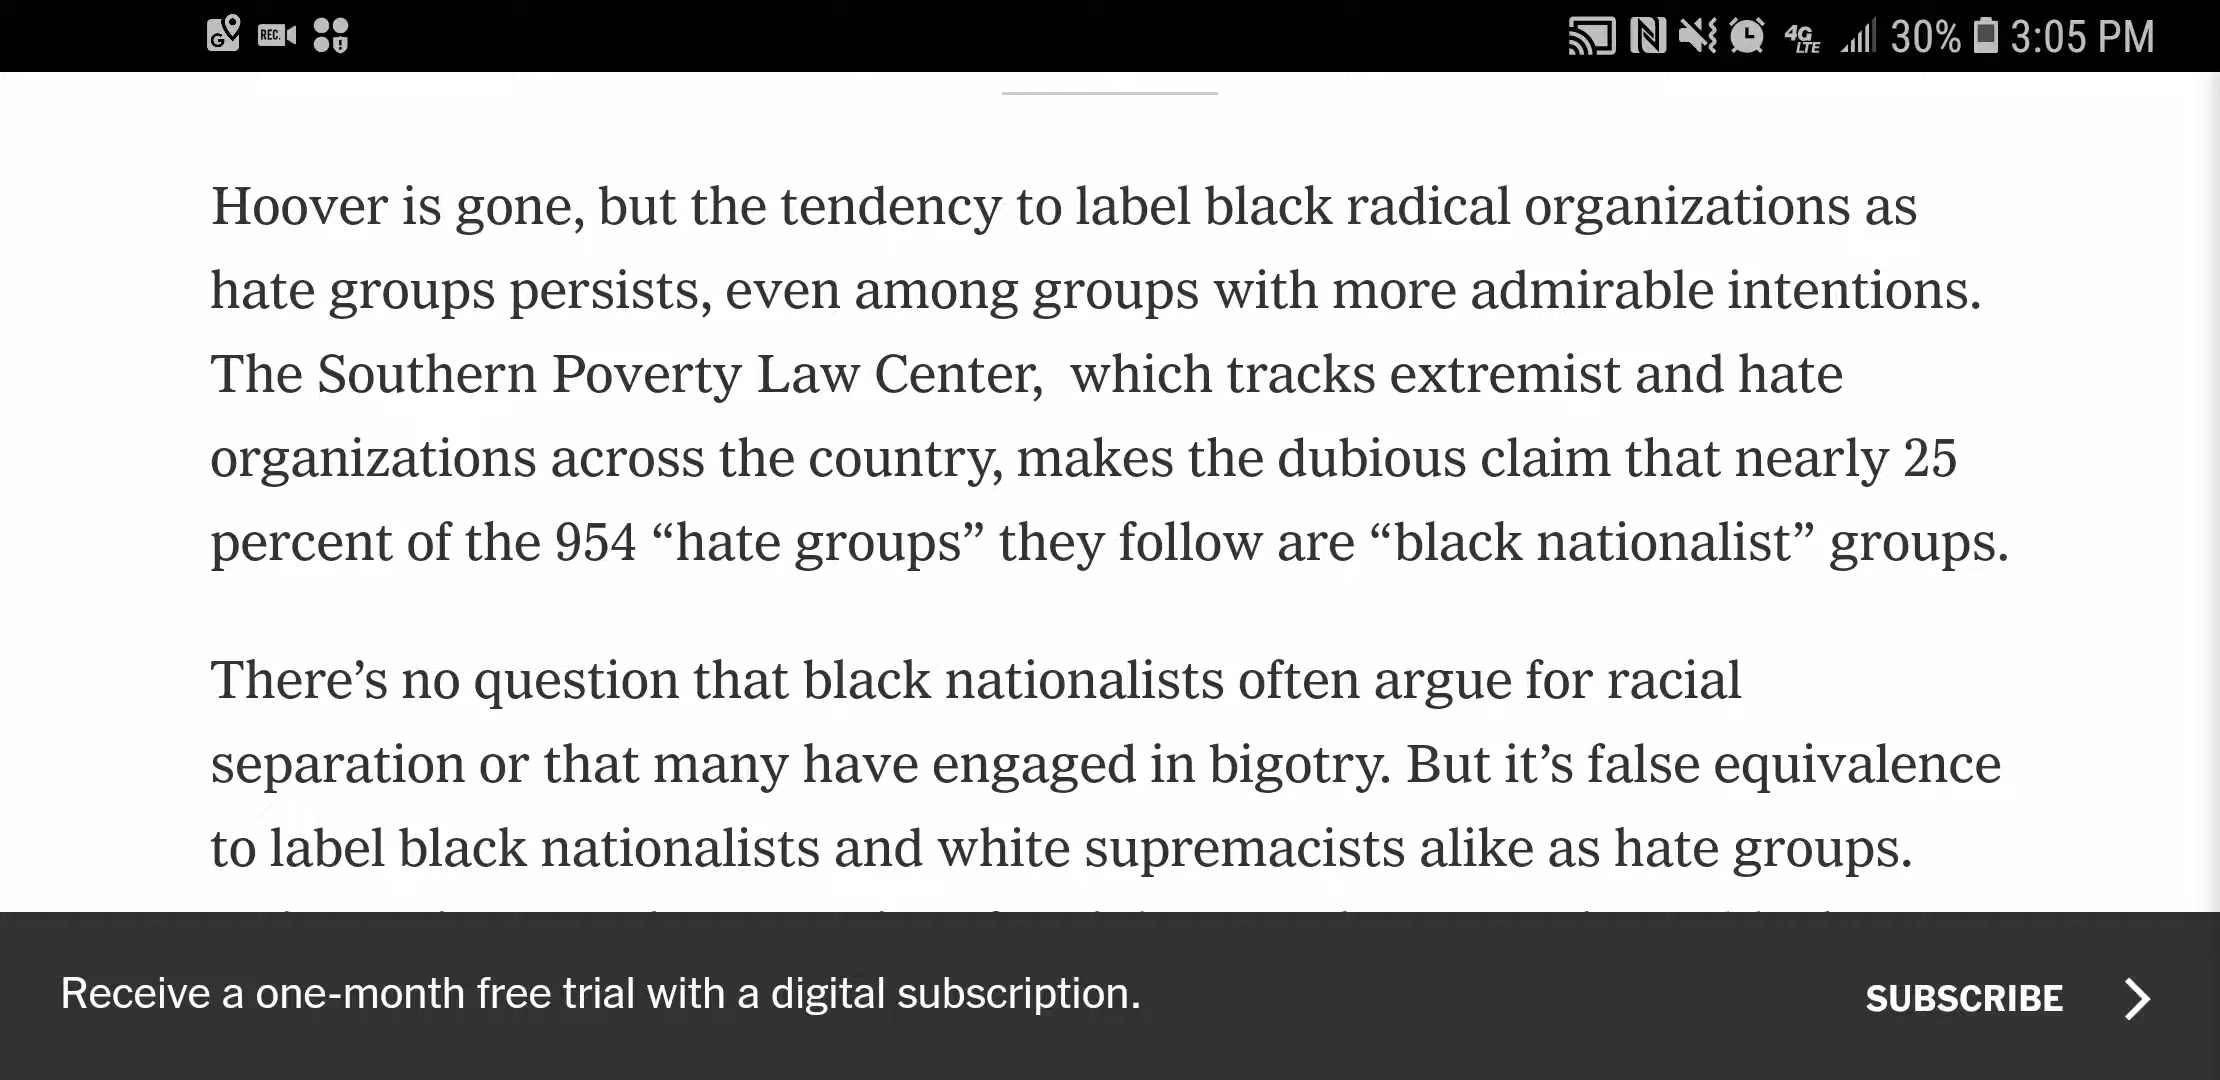 REC.
4G LTE 30% 3:05 PM
Hoover is gone, but the tendency to label black radical organizations as
hate groups persists, even among groups with more admirable intentions.
The Southern Poverty Law Center,  which tracks extremist and hate
organizations across the country, makes the dubious claim that nearly 25
percent of the 954 “hate groups” they follow are “black nationalist” groups.
There’s no question that black nationalists often argue for racial
separation or that many have engaged in bigotry. But it’s false equivalence
to label black nationalists and white supremacists alike as hate groups.
Receive a one-month free trial with a digital subscription.
SUBSCRIBE